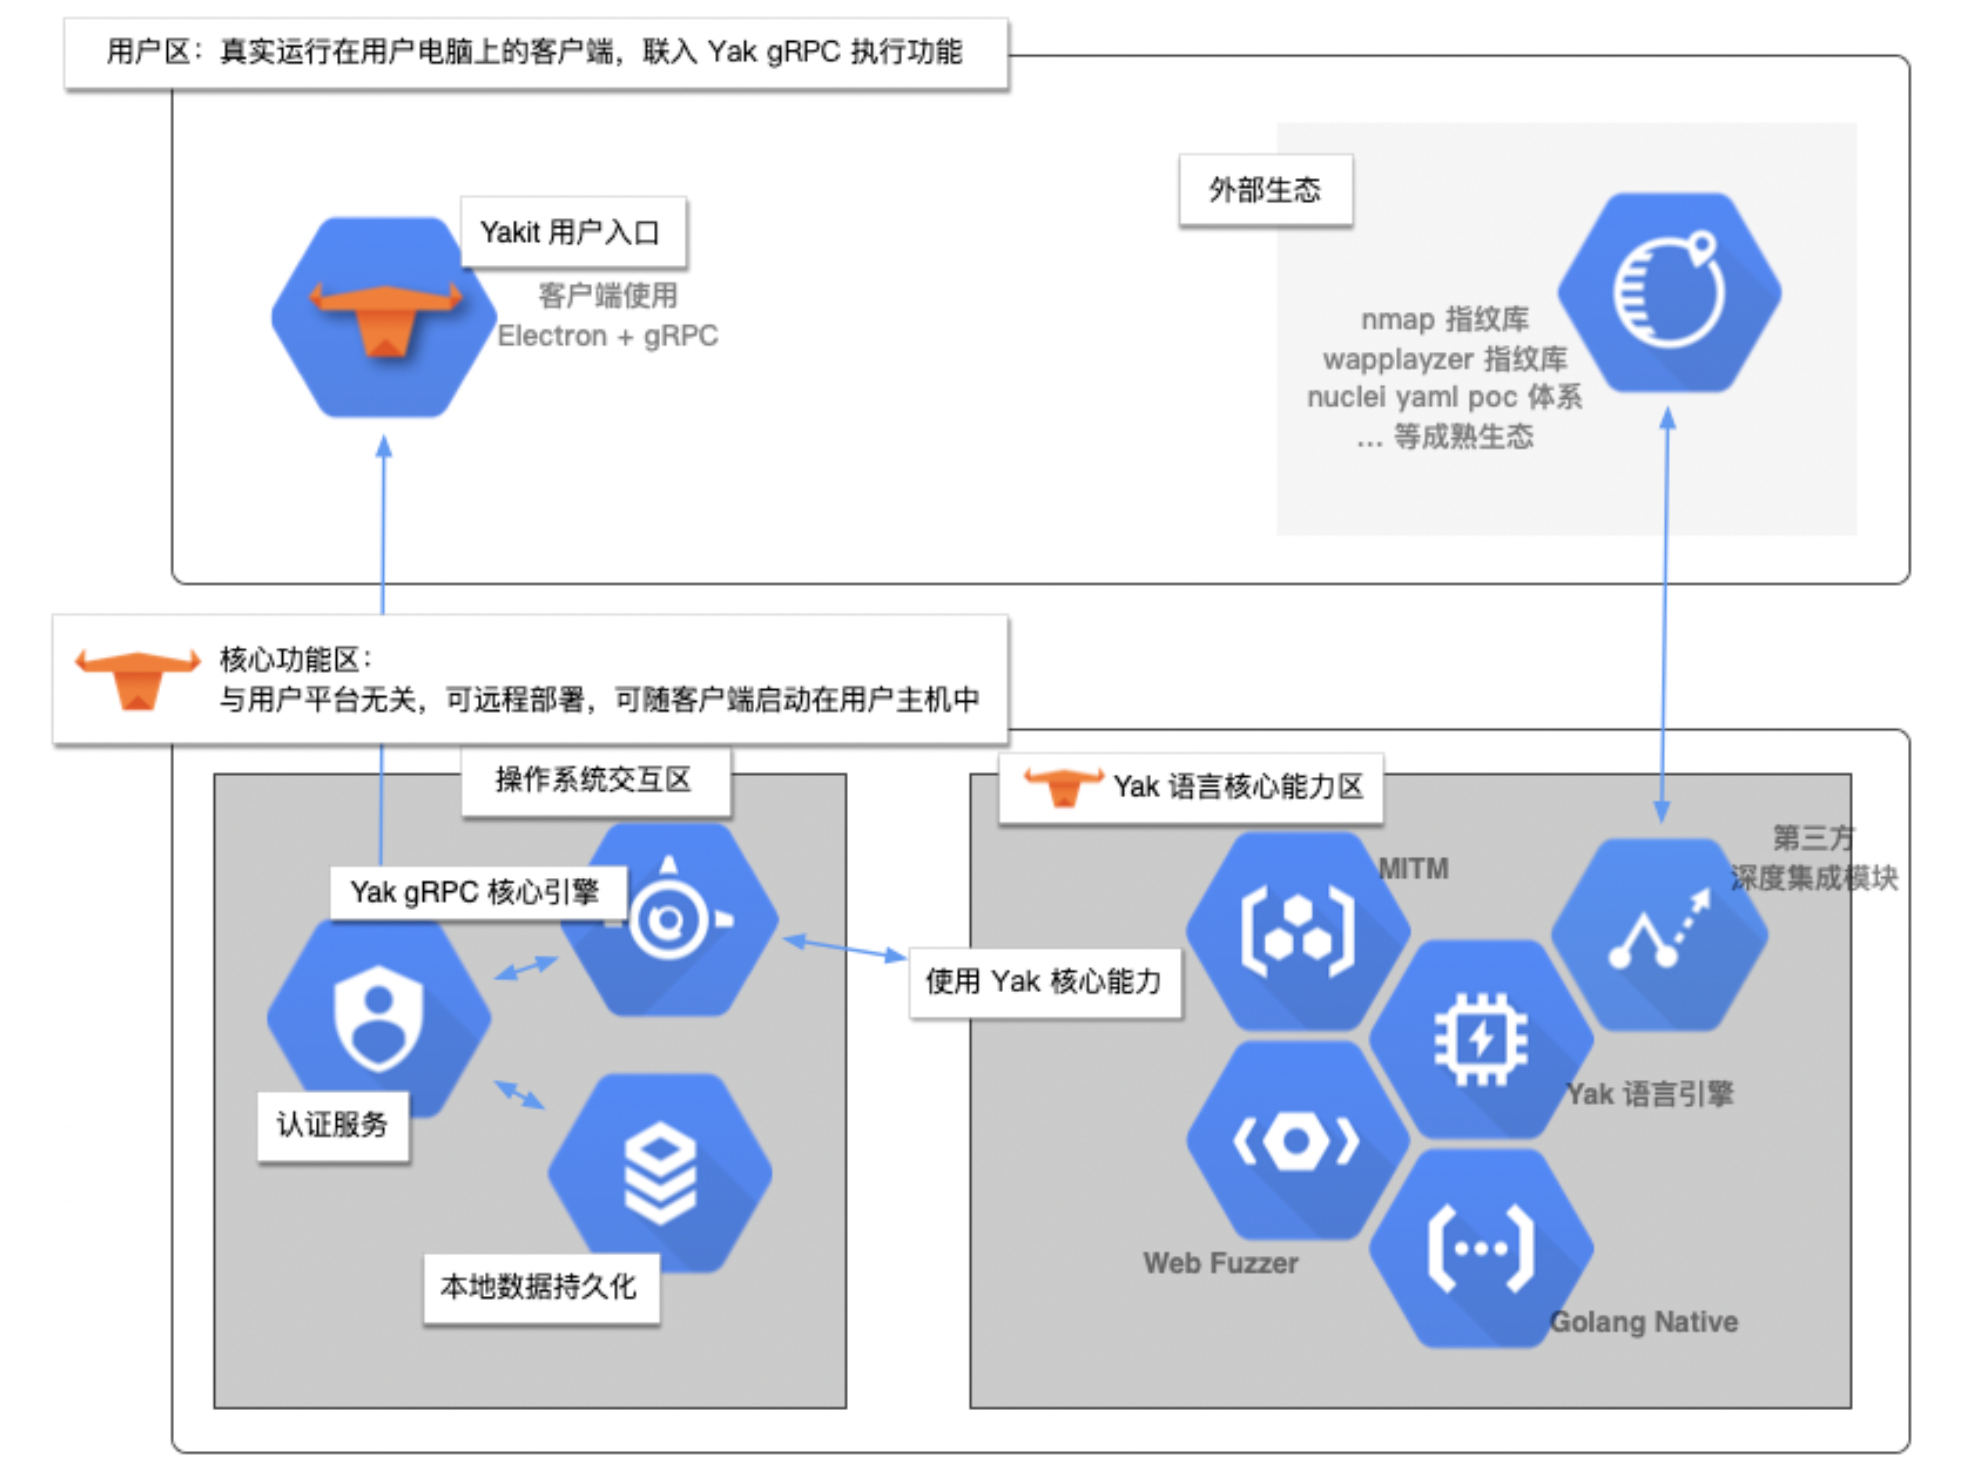 用户区：真实运行在用户电脑上的客户端，联入 Yak gRPC 执行功能
Yakit 用户入口
客户端使用
Electron + gRPC
外部生态
nmap 指纹库
wapplayzer 指纹库
nuclei yaml poc 体系
... 等成熟生态
核心功能区：
与用户平台无关，可远程部署，可随客户端启动在用户主机中
操作系统交互区
Yak gRPC 核心引擎
认证服务
本地数据持久化
使用 Yak 核心能力
Yak 语言核心能力区
MITM
第三方
深度集成模块
Yak 语言引擎
Web Fuzzer
Golang Native